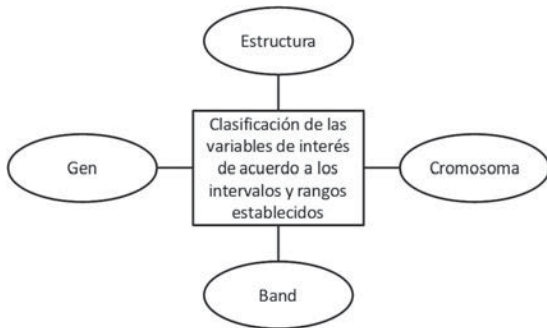 Estructura
Clasificación de las
variables de interés
de acuerdo a los
intervalos y rangos
establecidos
Gen
Cromosoma
Band